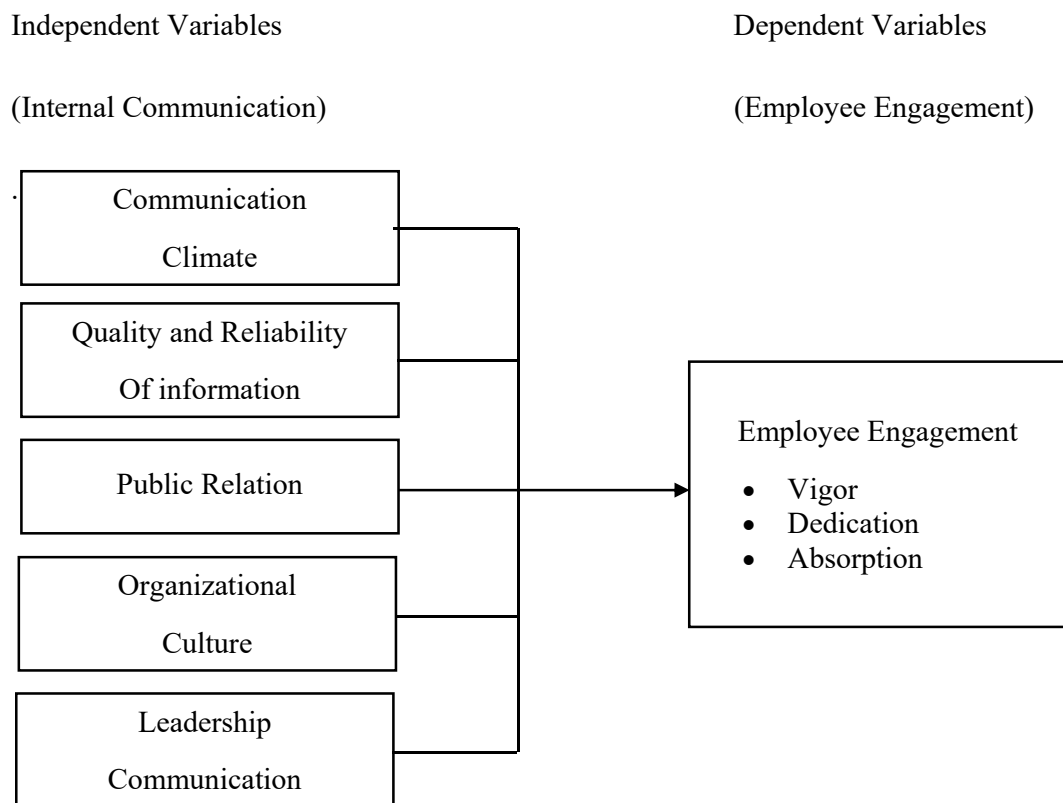 Independent Variables
Dependent Variables
(Internal Communication)
(Employee Engagement)
.
Communication
Climate
Quality and Reliability
Of information
Public Relation
Organizational
Culture
Leadership
Communication
Employee Engagement
• Vigor
• Dedication
• Absorption